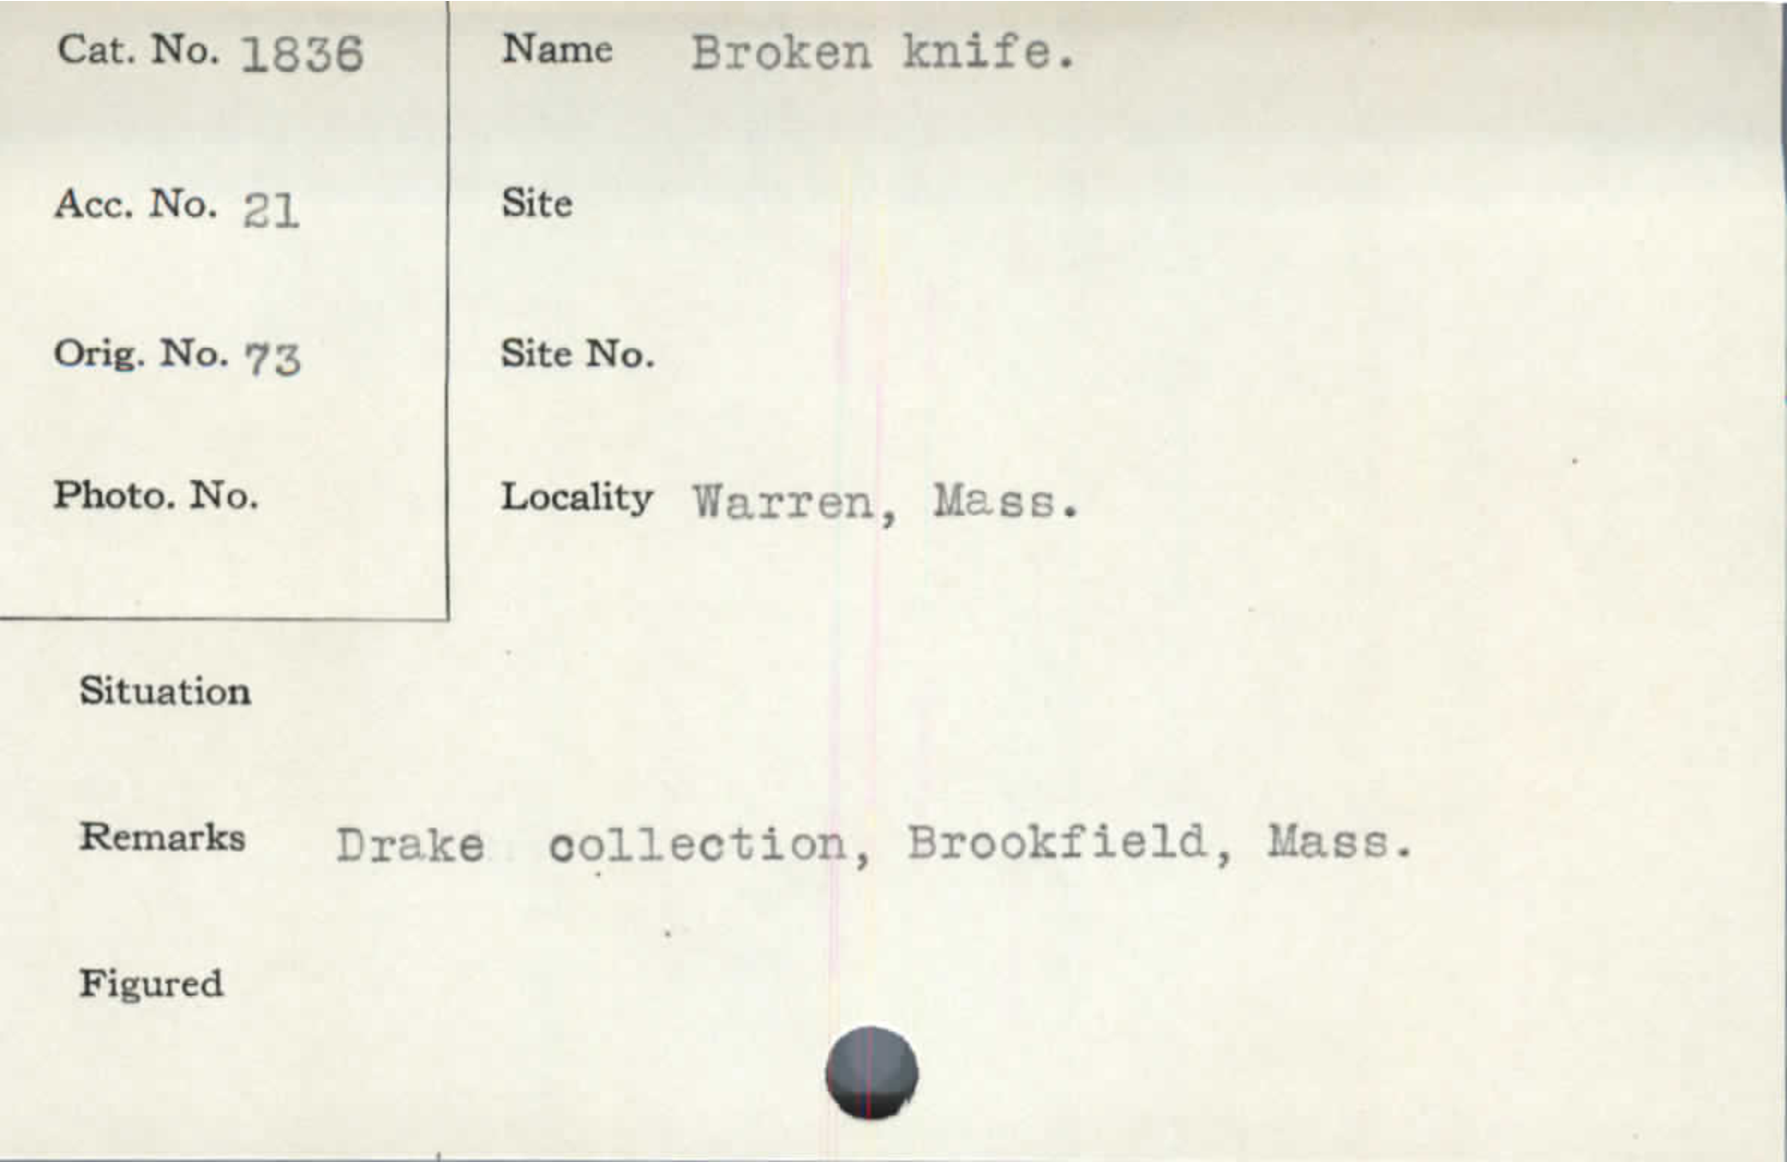 Cat. No. 1836
Name Broken knife.
Acc. No. 21
Site
Orig. No. 73
Site No.
Photo. No.
Locality Warren, Mass.
Situation
Remarks Drake collection, Brookfield, Mass.
Figured